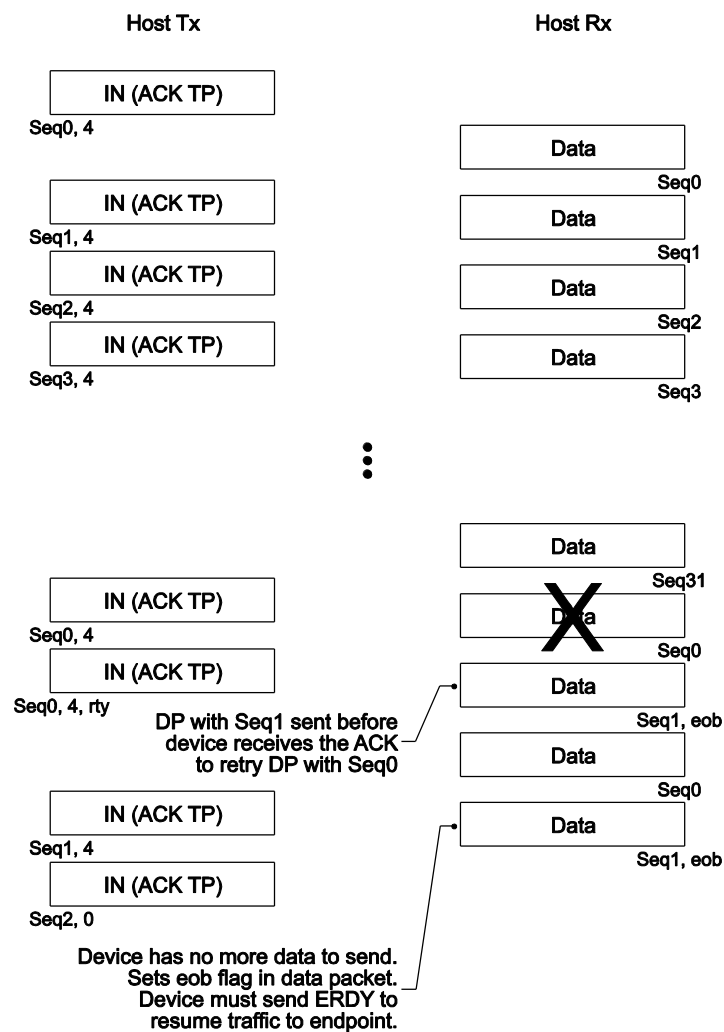 Host Tx
Host Rx
IN (ACK TP)
Seq0, 4
Data
Seq0
IN (ACK TP)
Seq1, 4
Data
Seq1
IN (ACK TP)
Seq2, 4
Data
Seq2
IN (ACK TP)
Seq3, 4
Data
Seq3
Data
Seq31
IN (ACK TP)
Seq0, 4
Data
Seq0
IN (ACK TP)
Seq0, 4, rty
Data
Seq1, eob
DP with Seq1 sent before
device receives the ACK
to retry DP with Seq0
Data
Seq0
IN (ACK TP)
Seq1, 4
Data
Seq1, eob
IN (ACK TP)
Seq2, 0
Device has no more data to send.
Sets eob flag in data packet.
Device must send ERDY to
resume traffic to endpoint.